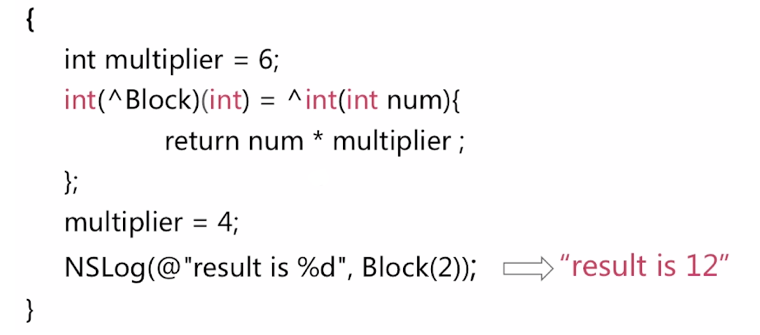 {
int multiplier = 6;
int(^Block)(int) = ^int(int num){
return num * multiplier ;
};
multiplier = 4;
NSLog(@"result is %d", Block(2)); “result is 12”
}